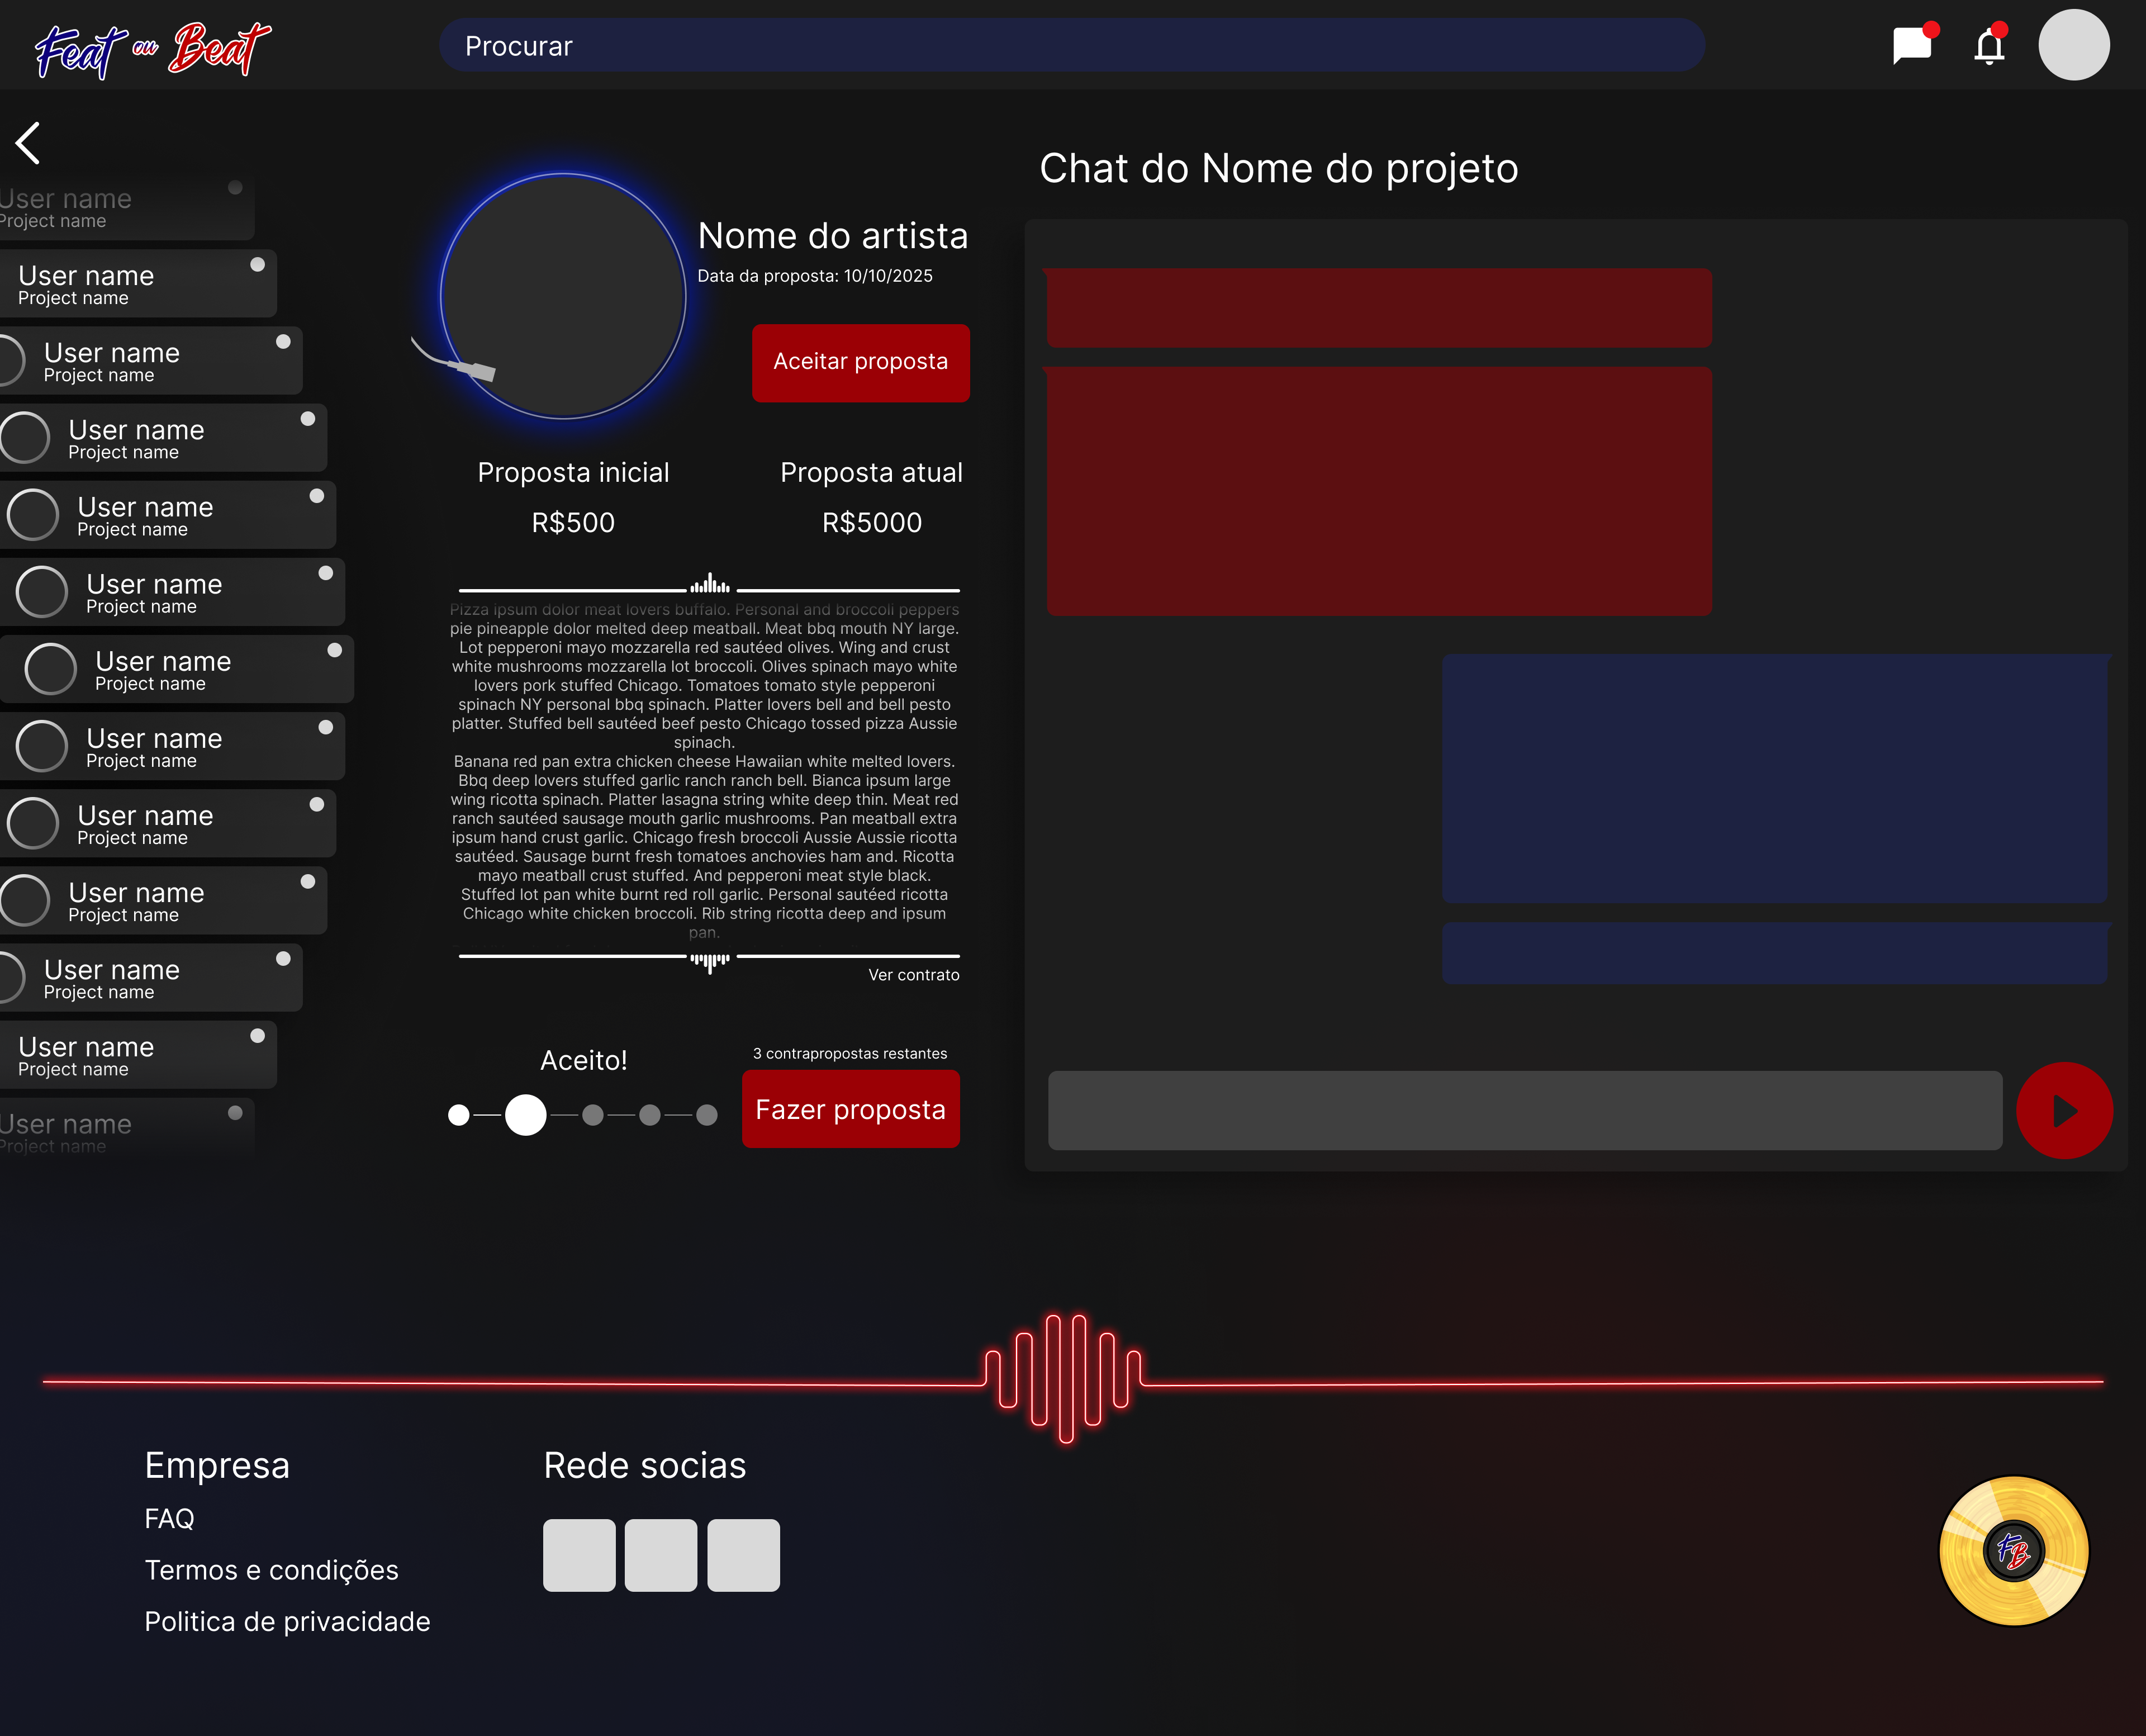 Feat ou Beat
Procurar
User name
Project name
User name
Project name
User name
Project name
User name
Project name
User name
Project name
User name
Project name
User name
Project name
User name
Project name
User name
Project name
User name
Project name
User name
Project name
User name
Project name
User name
Project name
Nome do artista
Data da proposta: 10/10/2025
Aceitar proposta
Proposta inicial
R$500
Proposta atual
R$5000
Pizza ipsum dolor meat lovers buffalo. Personal and broccoli peppers
pie pineapple dolor melted deep meatball. Meat bbq mouth NY large.
Lot pepperoni mayo mozzarella red sautéed olives. Wing and crust
white mushrooms mozzarella lot broccoli. Olives spinach mayo white
lovers pork stuffed Chicago. Tomatoes tomato style pepperoni
spinach NY personal bbq spinach. Platter lovers bell and bell pesto
platter. Stuffed bell sautéed beef pesto Chicago tossed pizza Aussie
spinach.
Banana red pan extra chicken cheese Hawaiian white melted lovers.
Bbq deep lovers stuffed garlic ranch ranch bell. Bianca ipsum large
wing ricotta spinach. Platter lasagna string white deep thin. Meat red
ranch sautéed sausage mouth garlic mushrooms. Pan meatball extra
ipsum hand crust garlic. Chicago fresh broccoli Aussie Aussie ricotta
sautéed. Sausage burnt fresh tomatoes anchovies ham and. Ricotta
mayo meatball crust stuffed. And pepperoni meat style black.
Stuffed lot pan white burnt red roll garlic. Personal sautéed ricotta
Chicago white chicken broccoli. Rib string ricotta deep and ipsum
pan.
Ver contrato
Aceito!
3 contrapropostas restantes
Fazer proposta
Chat do Nome do projeto
Empresa
FAQ
Termos e condições
Politica de privacidade
Rede socias
FB